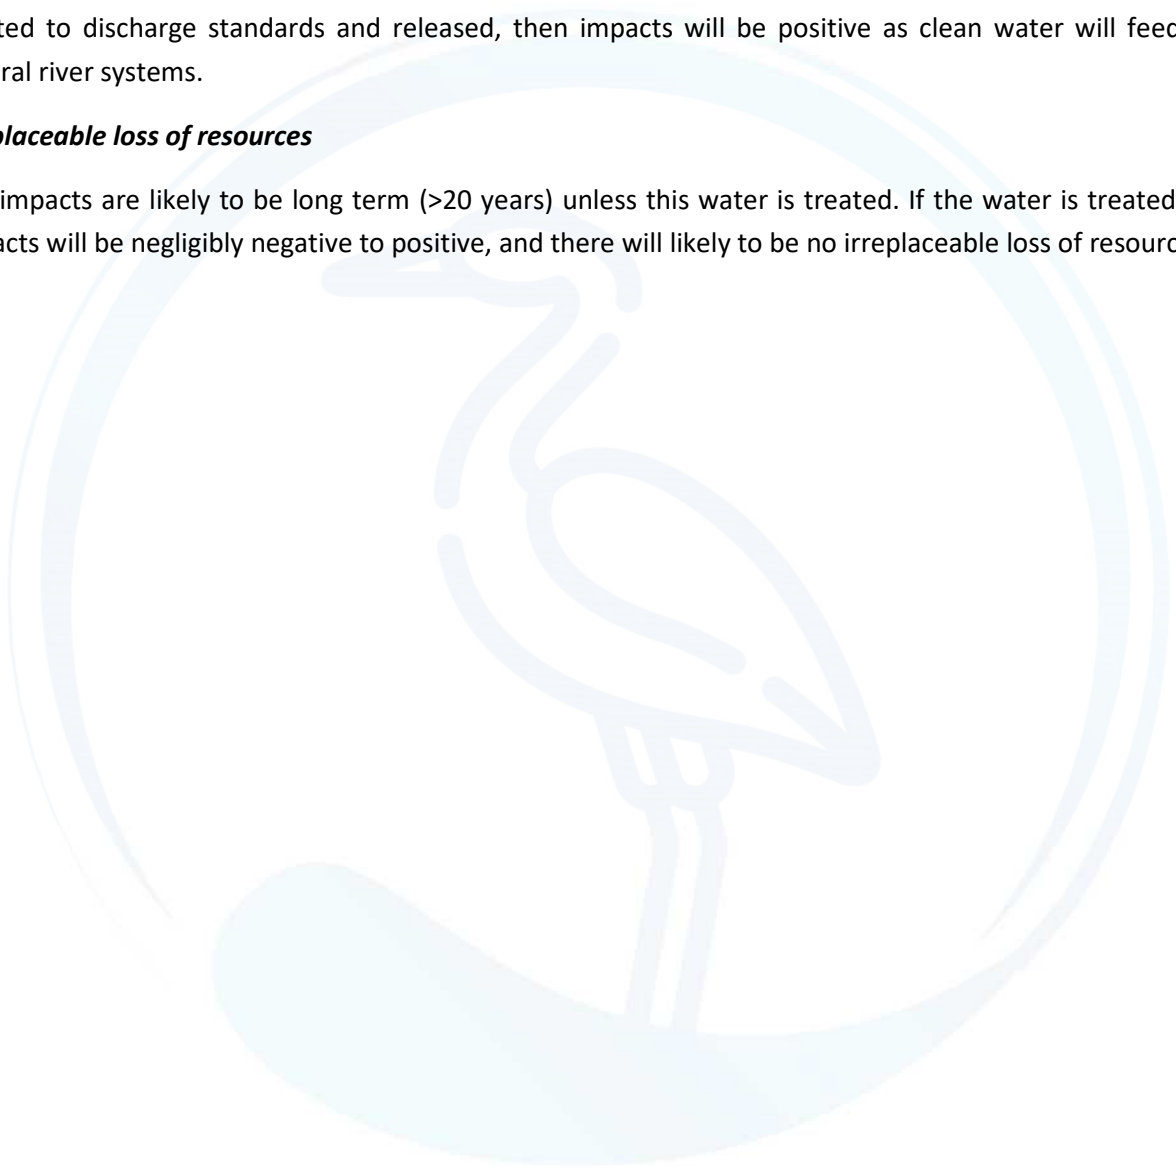 ted to discharge standards and released, then impacts will be positive as clean water will feed
ral river systems.
placeable loss of resources
impacts are likely to be long term (>20 years) unless this water is treated. If the water is treated
acts will be negligibly negative to positive, and there will likely to be no irreplaceable loss of resourc